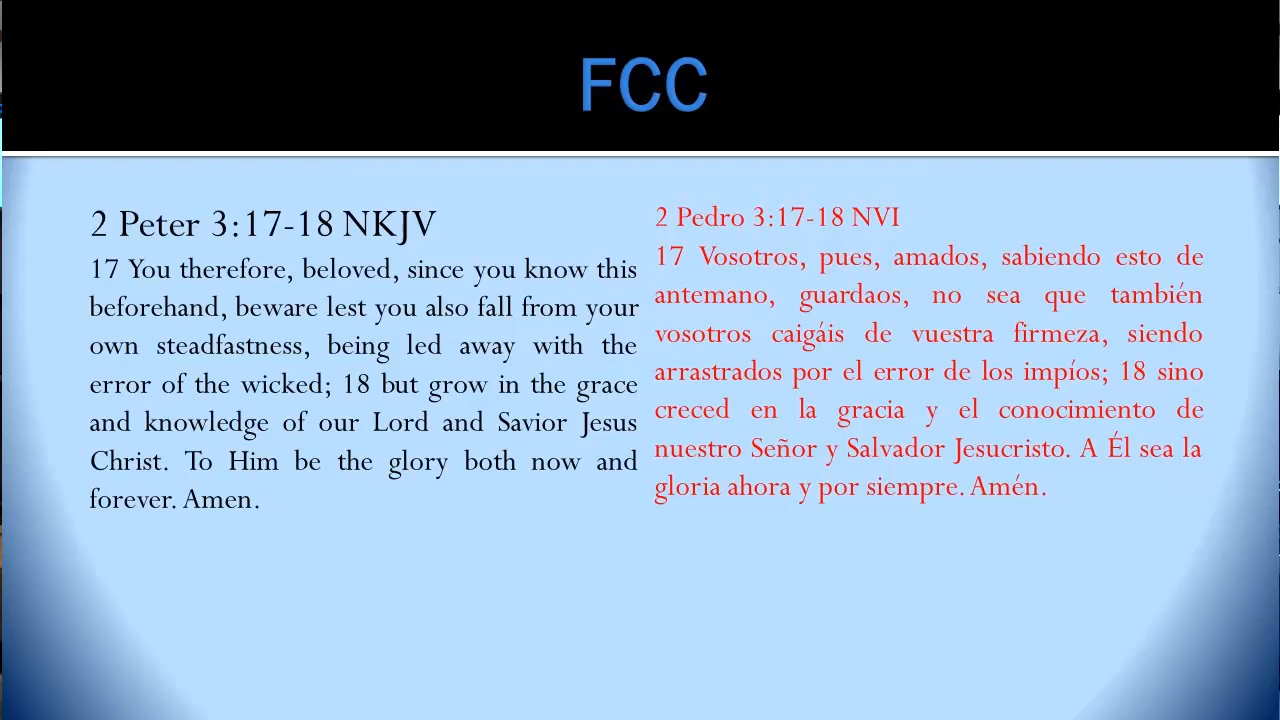 FCC
2 Peter 3:17-18 NKJV
17 You therefore, beloved, since you know this
beforehand, beware lest you also fall from your
own steadfastness, being led away with the
error of the wicked; 18 but grow in the grace
and knowledge of our Lord and Savior Jesus
Christ. To Him be the glory both now and
forever. Amen.
2 Pedro 3:17-18 NVI
17 Vosotros, pues, amados, sabiendo esto de
antemano, guardaos, no sea que también
vosotros caigáis de vuestra firmeza, siendo
arrastrados por el error de los impíos; 18 sino
creced en la gracia y el conocimiento de
nuestro Señor y Salvador Jesucristo. A Él sea la
gloria ahora y por siempre. Amén.